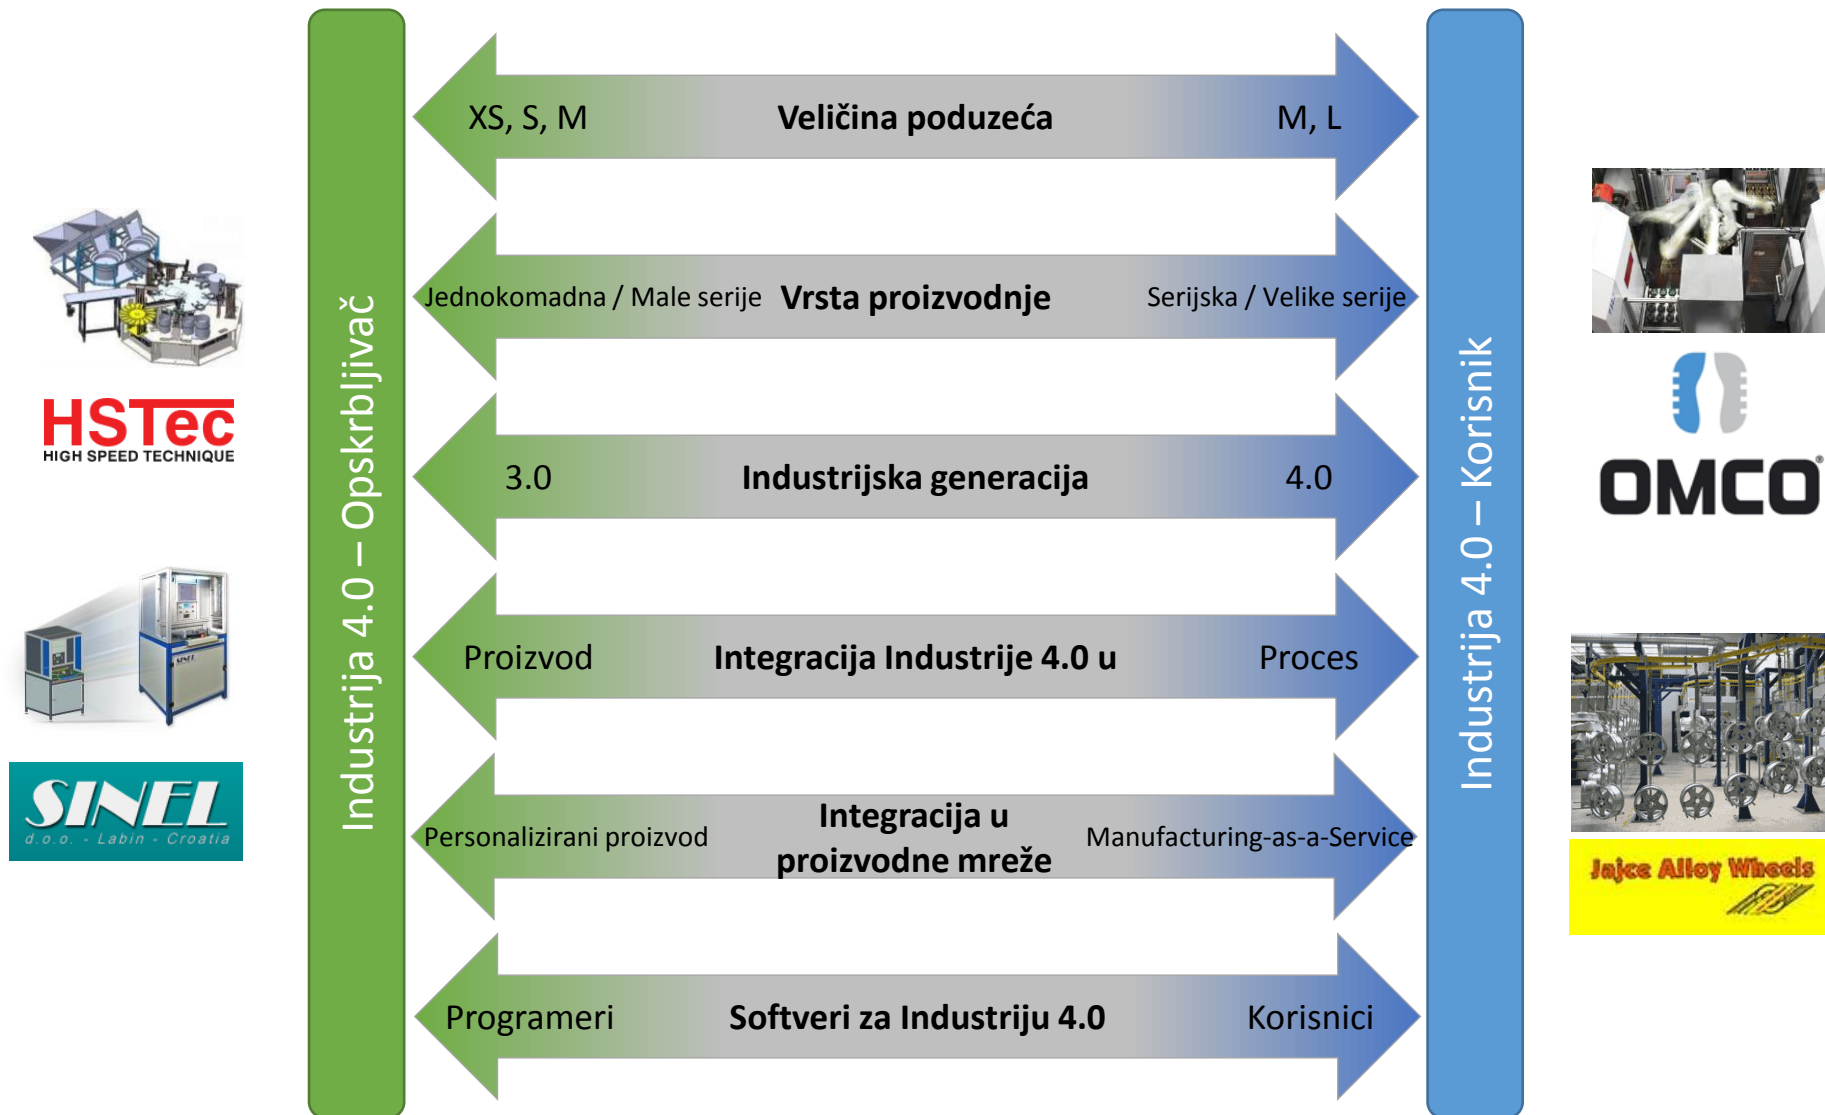 Industrija 4.0 – Opskrbljivač
XS, S, M
Veličina poduzeća
M, L
Jednokomadna / Male serije
Vrsta proizvodnje
Serijska / Velike serije
3.0
Industrijska generacija
4.0
Proizvod
Integracija Industrije 4.0 u
Proces
Personalizirani proizvod
Integracija u
proizvodne mreže
Manufacturing-as-a-Service
Programeri
Softveri za Industriju 4.0
Korisnici
Industrija 4.0 – Korisnik
HSTec
HIGH SPEED TECHNIQUE
SINEL
SINEL
d.o.o. - Labin - Croatia
OMCO®
Jajce Alloy Wheels